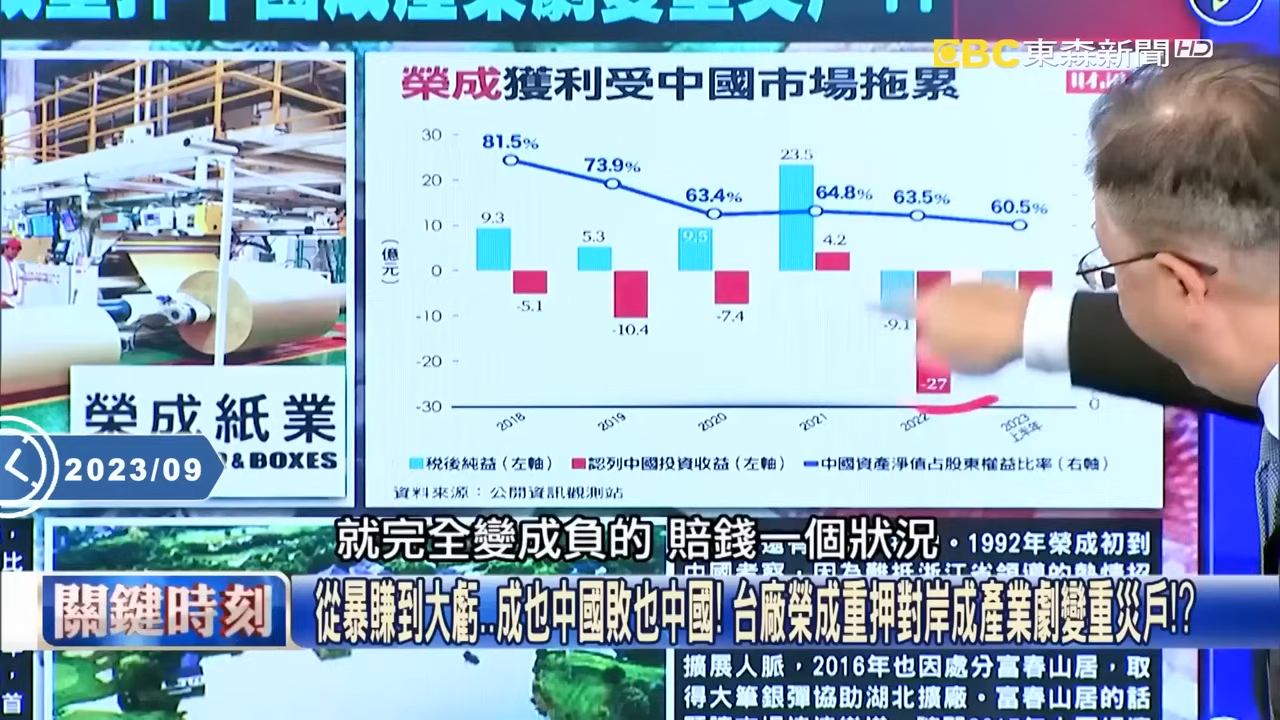 EBC 東森新聞 HD
榮成獲利受中國市場拖累
30
20
10
0
-10
-20
-30
(億元)
81.5%
73.9%
63.4%
64.8%
63.5%
60.5%
9.3
5.3
9.5
23.5
4.2
-5.1
-10.4
-7.4
-9.1
-27
0
2018
2019
2020
2021
2022
2023
上半年
税後純益(左軸) 認列中國投資收益(左軸) 中國資產淨值占股東權益比率(右軸)
資料來源:公開資訊觀測站
榮成紙業
&BOXES
2023/09
就完全變成負的 賠錢一個狀況
。1992年榮成初到
關鍵時刻
從暴賺到大虧..成也中國敗也中國!台廠榮成重押對岸成產業劇變重災戶!?
擴展人脈,2016年也因處分富春山居,取
得大筆銀彈協助湖北擴廠。富春山居的話